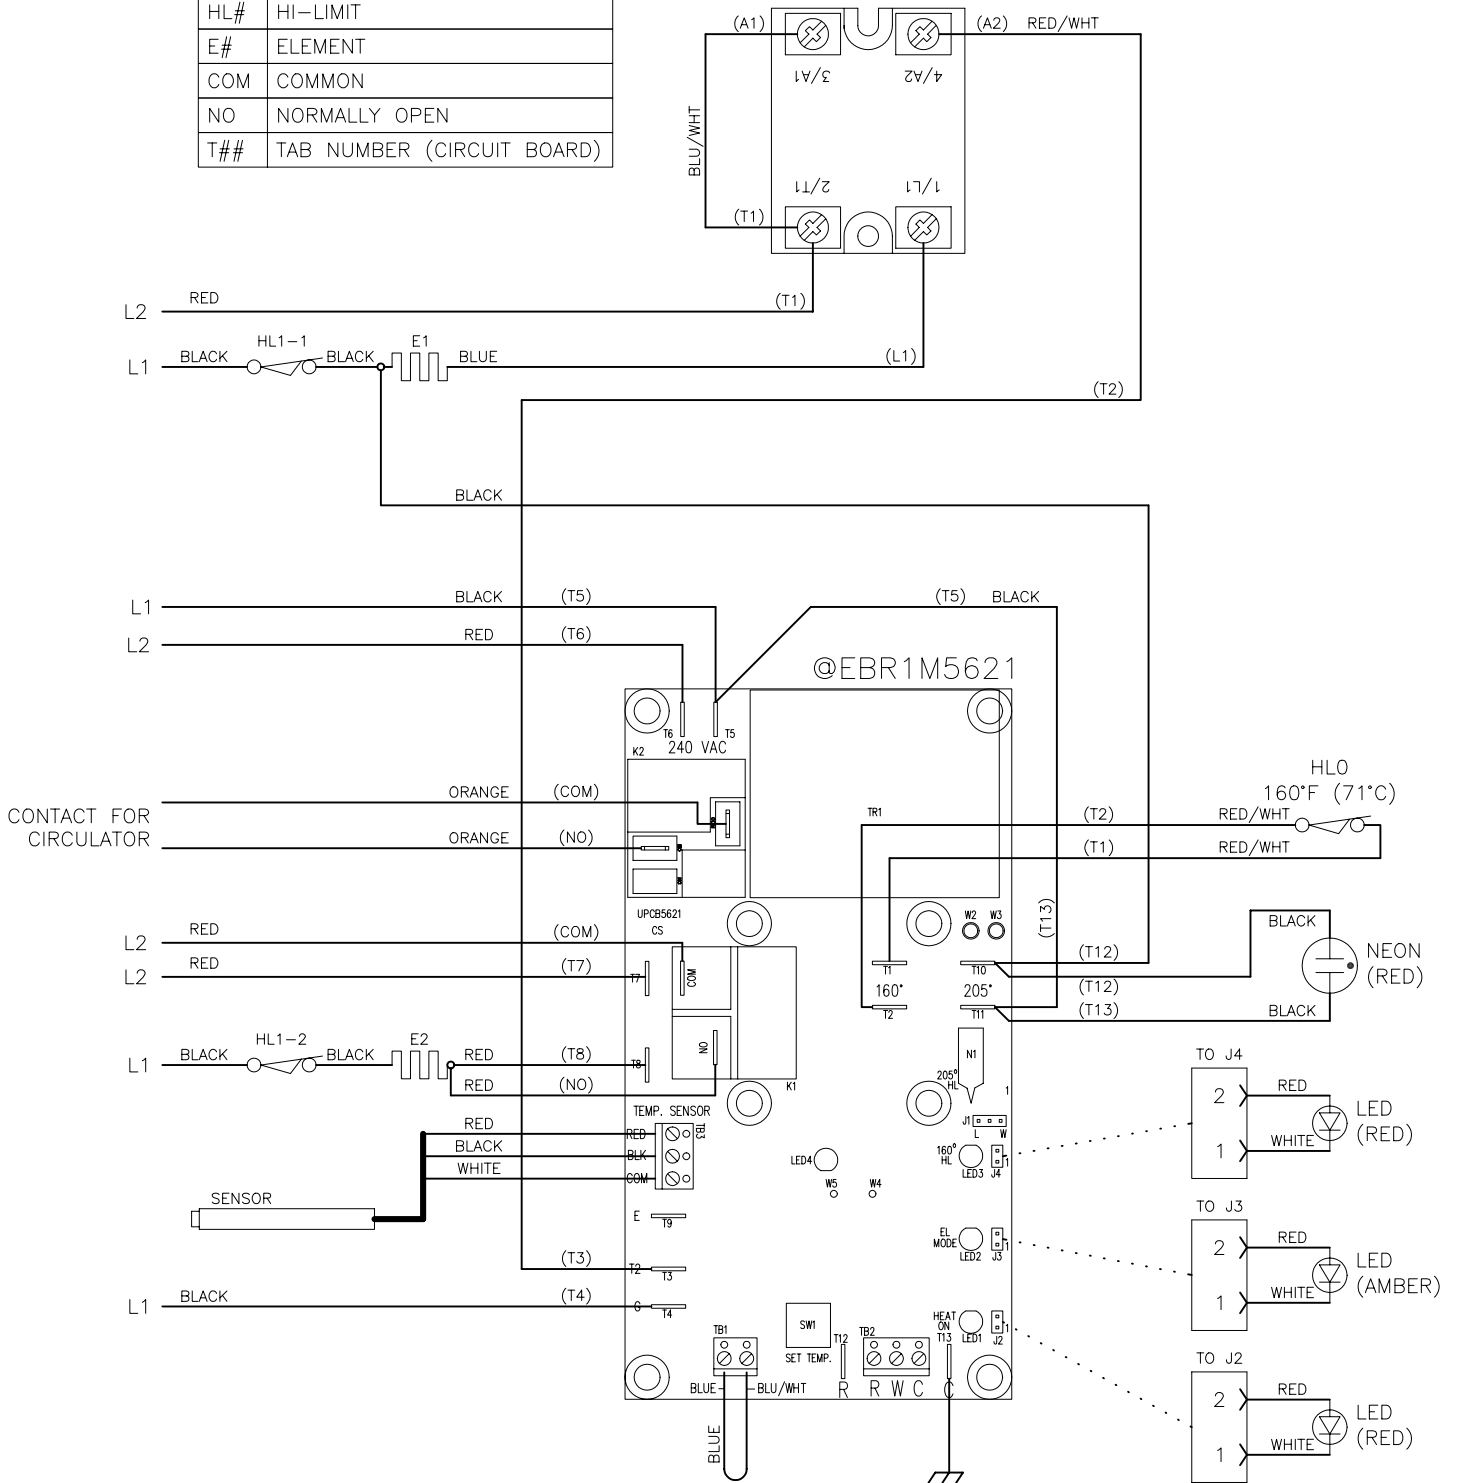 HL# HI-LIMIT
E# ELEMENT
COM COMMON
NO NORMALLY OPEN
T## TAB NUMBER (CIRCUIT BOARD)
(A1)
(A2) RED/WHT
3/A1
4/A2
BLU/WHT
2/T1
1/L1
(T1)
L2 RED (T1)
L1 BLACK HL1-1 BLACK E1 BLUE (L1)
(T2)
BLACK
L1 BLACK (T5)
(T5) BLACK
L2 RED (T6)
@EBR1M5621
T6 T5
240 VAC
K2
CONTACT FOR
CIRCULATOR
ORANGE (COM)
ORANGE (NO)
TR1
HL0
160°F (71°C)
(T2) RED/WHT
(T1) RED/WHT
UPCB5621
CS
W2 W3
(T13)
L2 RED (COM)
L2 RED (T7)
T7
COM
T1
160°
T2
T10
205°
T11
(T12)
(T12)
(T13)
BLACK
NEON
(RED)
BLACK
L1 BLACK HL1-2 BLACK E2 RED (T8)
RED (NO)
T8
NO
K1
N1
205°
HL
1
J1
L W
TEMP. SENSOR
TB3
RED RED
BLACK BLK
WHITE COM
SENSOR
LED4
W5 W4
160°
HL
LED3 J4
1
E T9
EL
MODE
LED2 J3
1
(T3) T2 T3
L1 BLACK (T4) G T4
HEAT
ON
LED1 J2
1
TB1
SW1
SET TEMP.
T12
TB2
T13
R R W C C
BLUE BLU/WHT
BLUE
TO J4
2 RED
1 WHITE
LED
(RED)
TO J3
2 RED
1 WHITE
LED
(AMBER)
TO J2
2 RED
1 WHITE
LED
(RED)